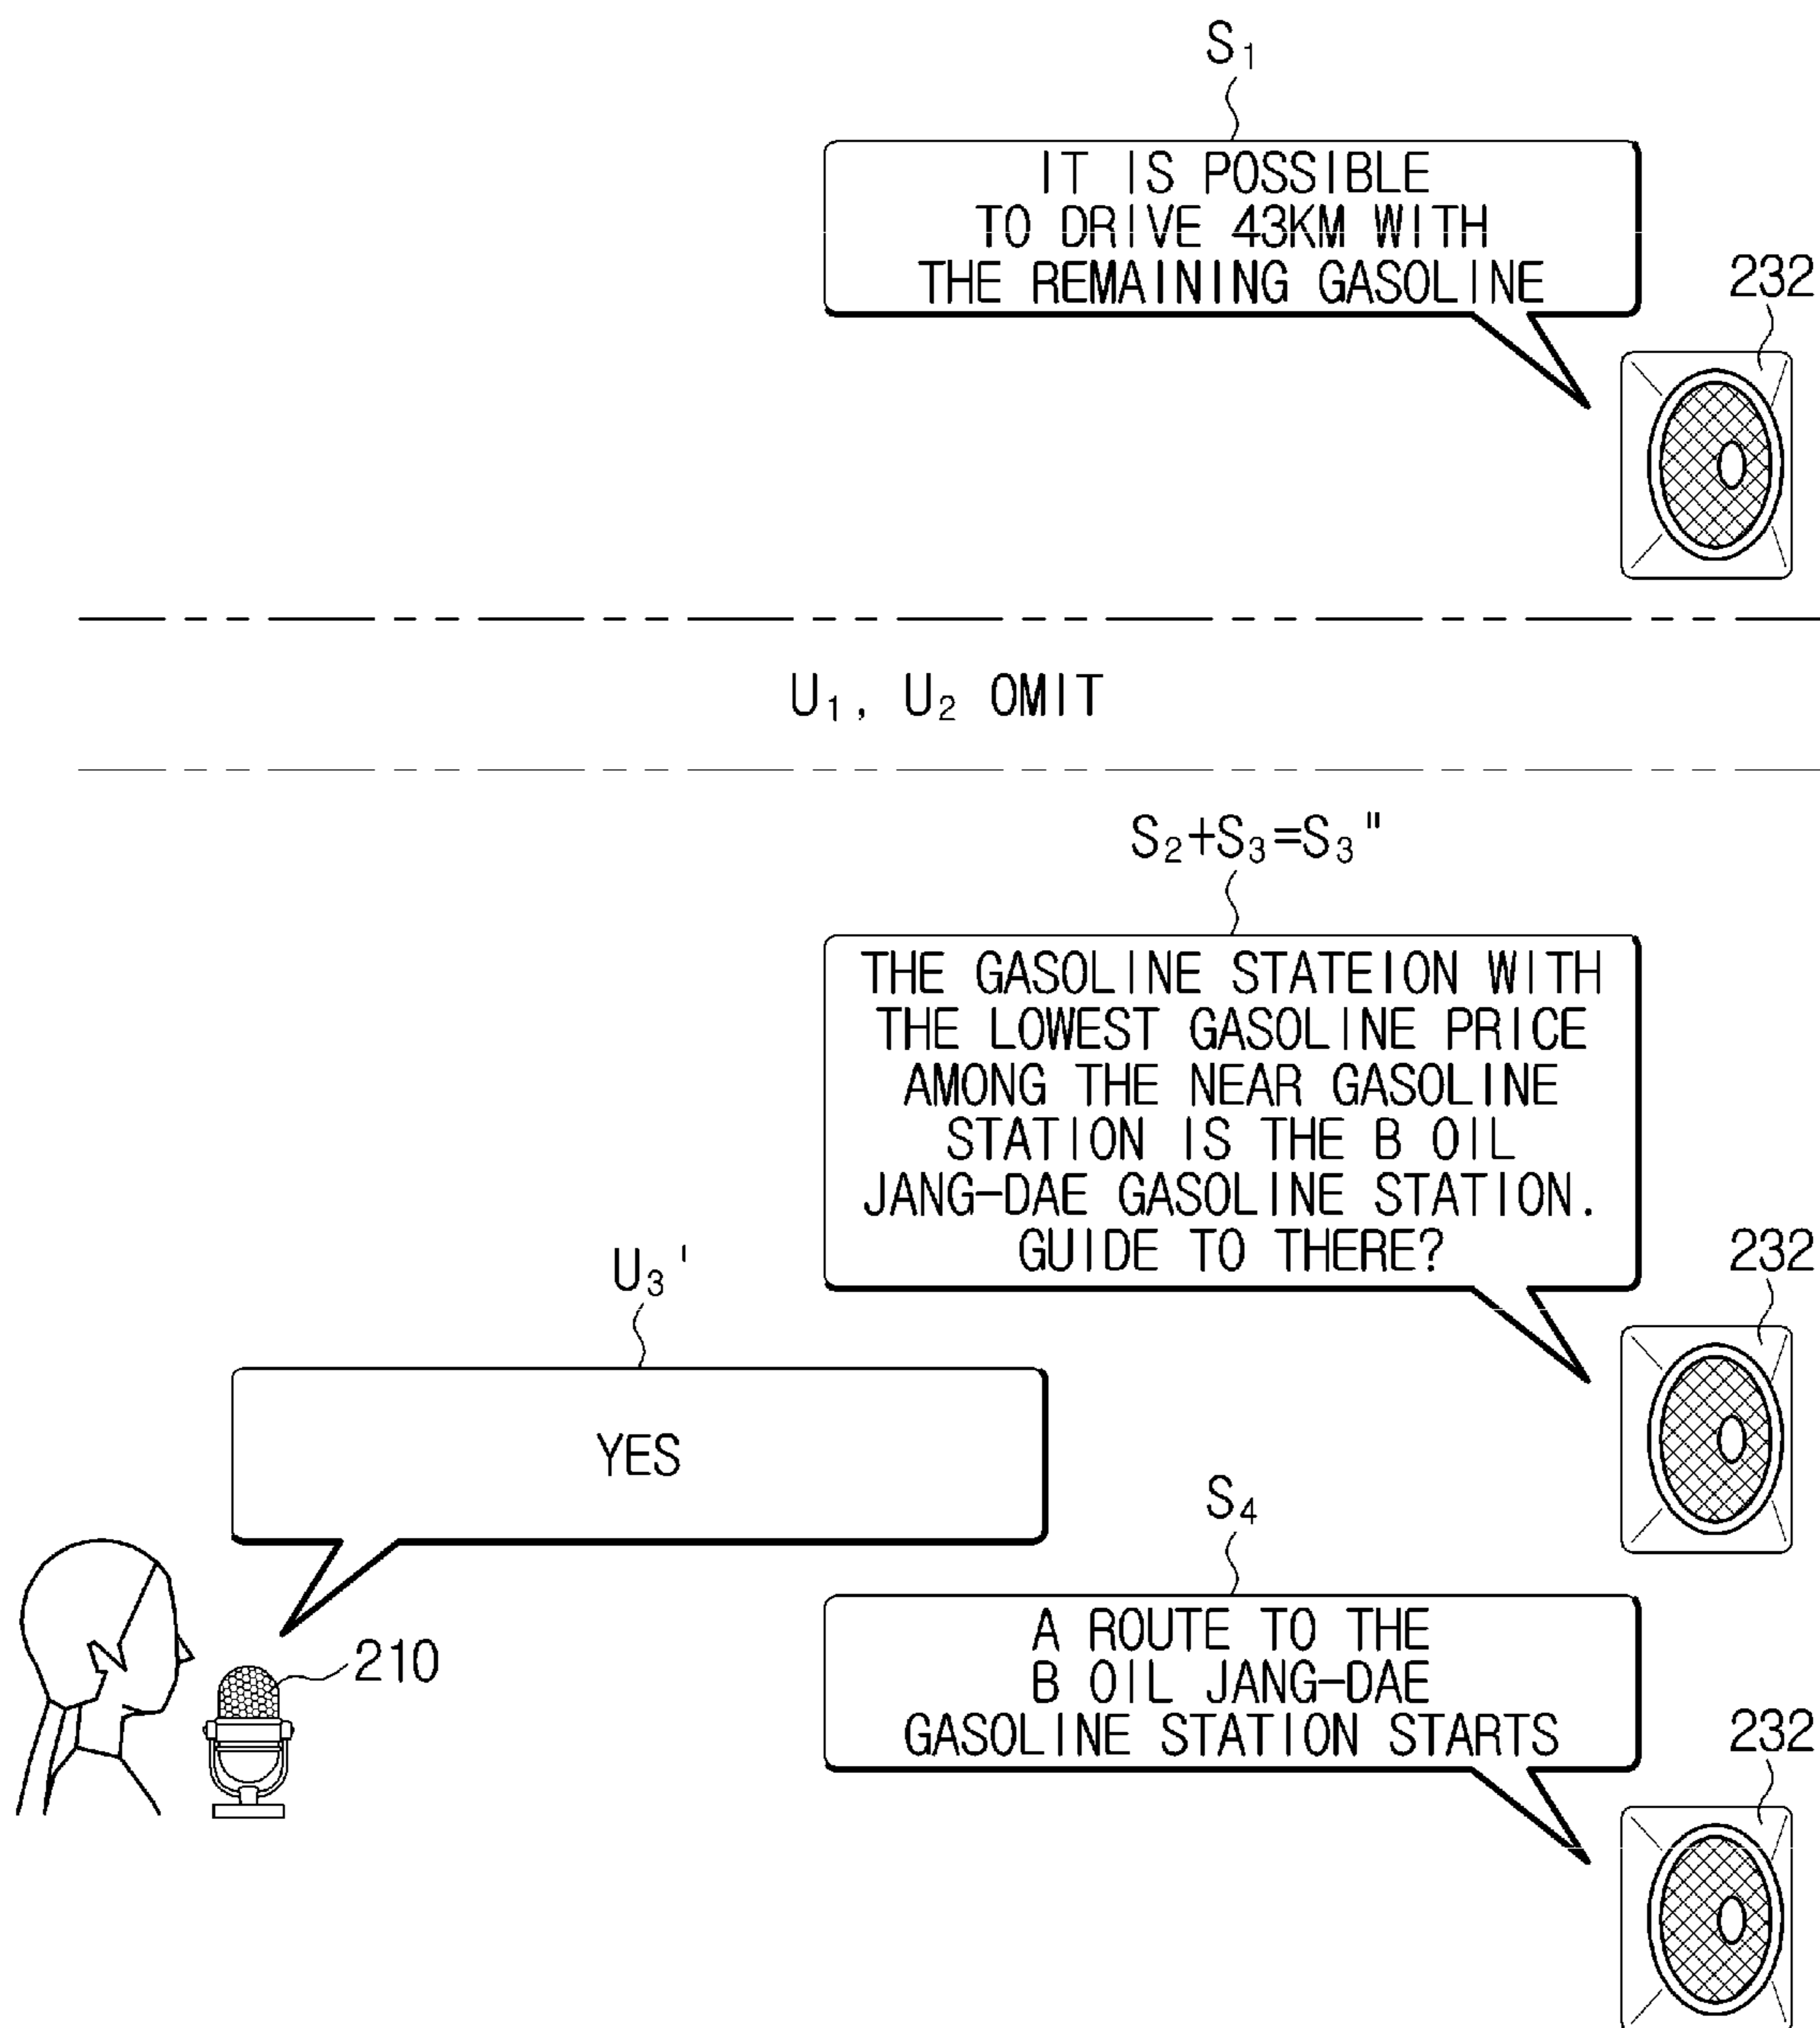 S₁
IT IS POSSIBLE
TO DRIVE 43KM WITH
THE REMAINING GASOLINE
232
U₁, U₂ OMIT
S₂+S₃=S₃"
THE GASOLINE STATEION WITH
THE LOWEST GASOLINE PRICE
AMONG THE NEAR GASOLINE
STATION IS THE B OIL
JANG-DAE GASOLINE STATION.
GUIDE TO THERE?
232
U₃'
YES
210
S₄
A ROUTE TO THE
B OIL JANG-DAE
GASOLINE STATION STARTS
232